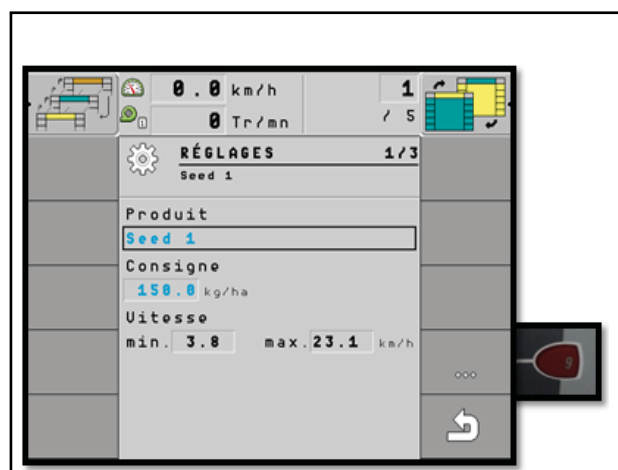 0.0 km/h 1
0 Tr/mn / 5
RÉGLAGES 1/3
Seed 1
Produit
Seed 1
Consigne
150.0 kg/ha
Vitesse
min. 3.8 max. 23.1 km/h
9